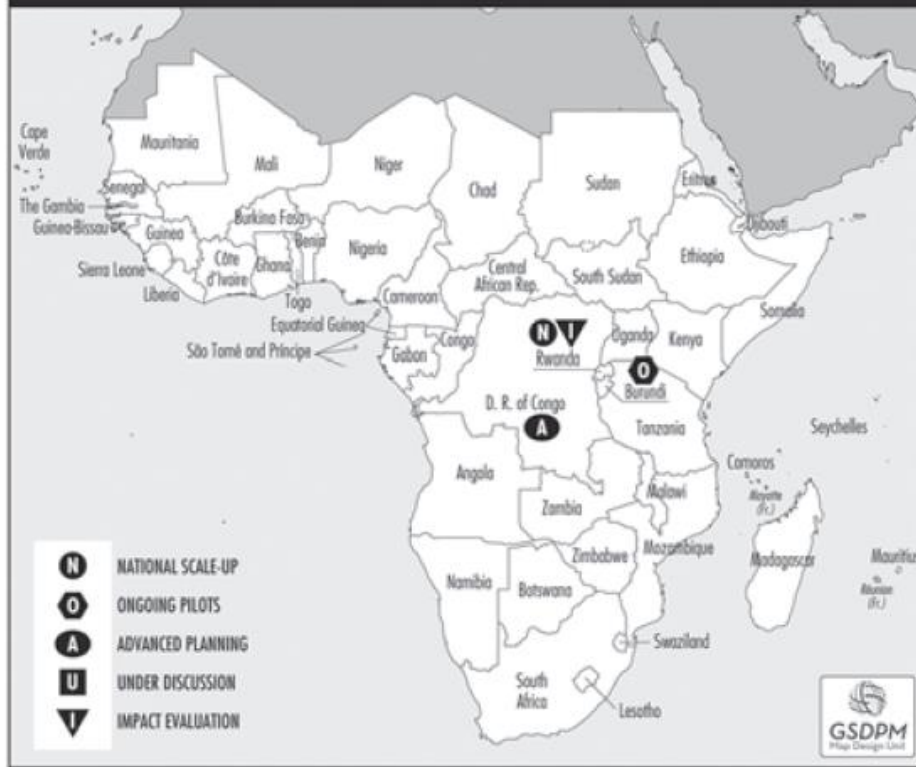 Cape
Verde
Mauritania
Mali
Niger
Chad
Sudan
Eritrea
Djibouti
Senegal
The Gambia
Guinea-Bissau
Guinea
Burkina Faso
Benin
Nigeria
Ethiopia
Sierra Leone
Côte
d'Ivoire
Ghana
Central
African Rep.
South Sudan
Liberia
Togo
Cameroon
Somalia
Equatorial Guinea
São Tomé and Príncipe
Gabon
Congo
N I
Uganda
Kenya
Rwanda
O
Burundi
D. R. of Congo
A
Tanzania
Seychelles
Angola
Comoros
Mayotte
(Fr.)
Zambia
Malawi
Mozambique
Zimbabwe
Madagascar
Mauritius
Réunion
(Fr.)
Namibia
Botswana
Swaziland
South
Africa
Lesotho
N NATIONAL SCALE-UP
O ONGOING PILOTS
A ADVANCED PLANNING
U UNDER DISCUSSION
I IMPACT EVALUATION
GSDPM
Map Design Unit